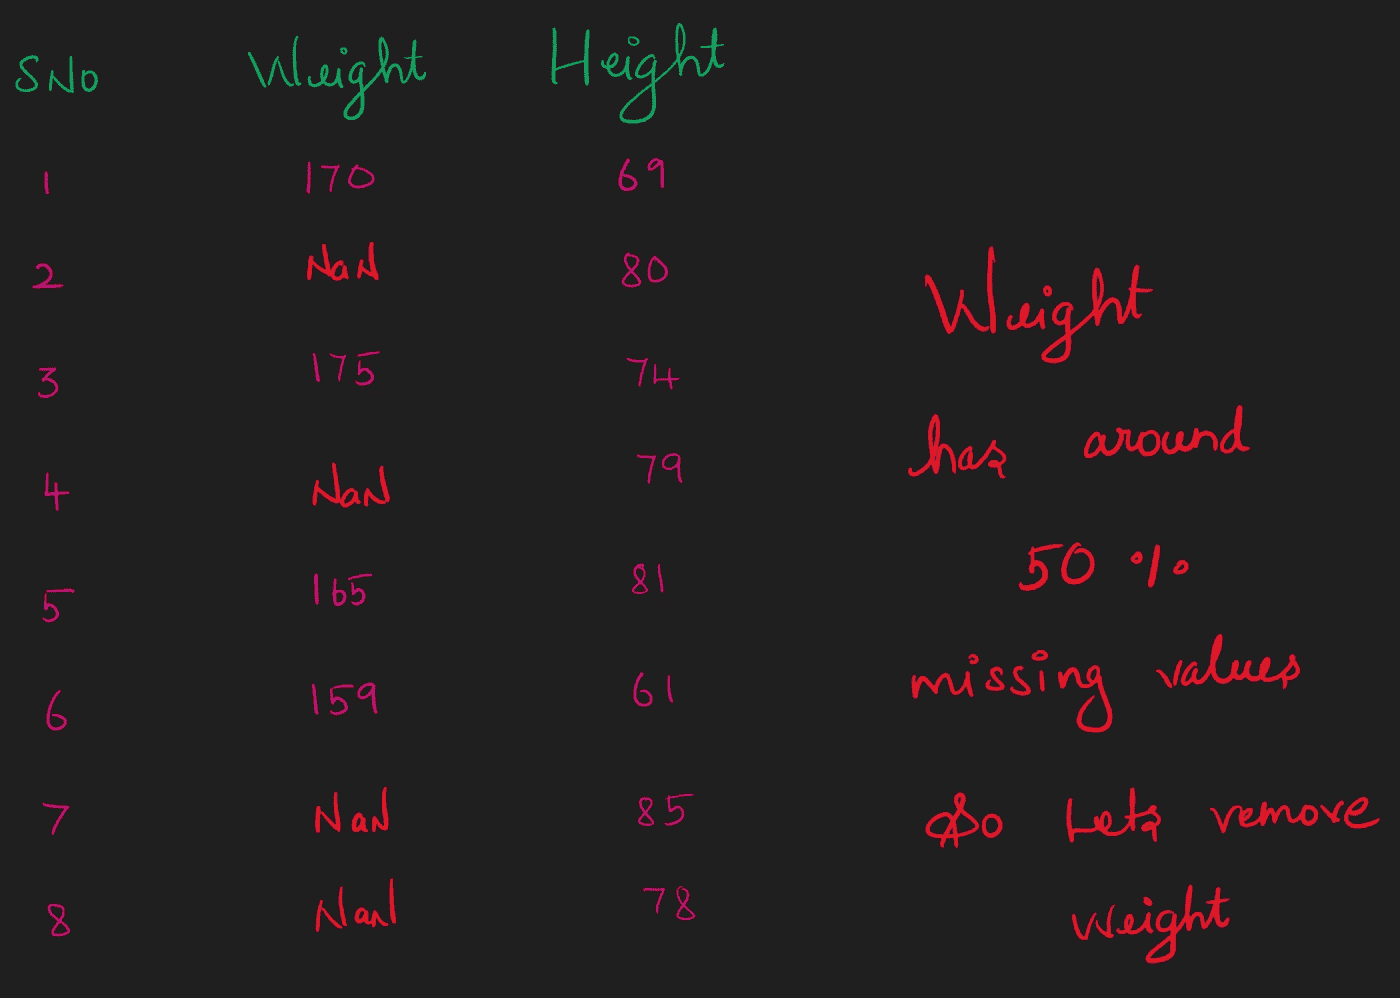 SNo Weight Height
1 170 69
2 NaN 80
3 175 74
4 NaN 79
5 165 81
6 159 61
7 NaN 85
8 NaN 78
Weight
has around
50 %
missing values
So Lets remove
Weight